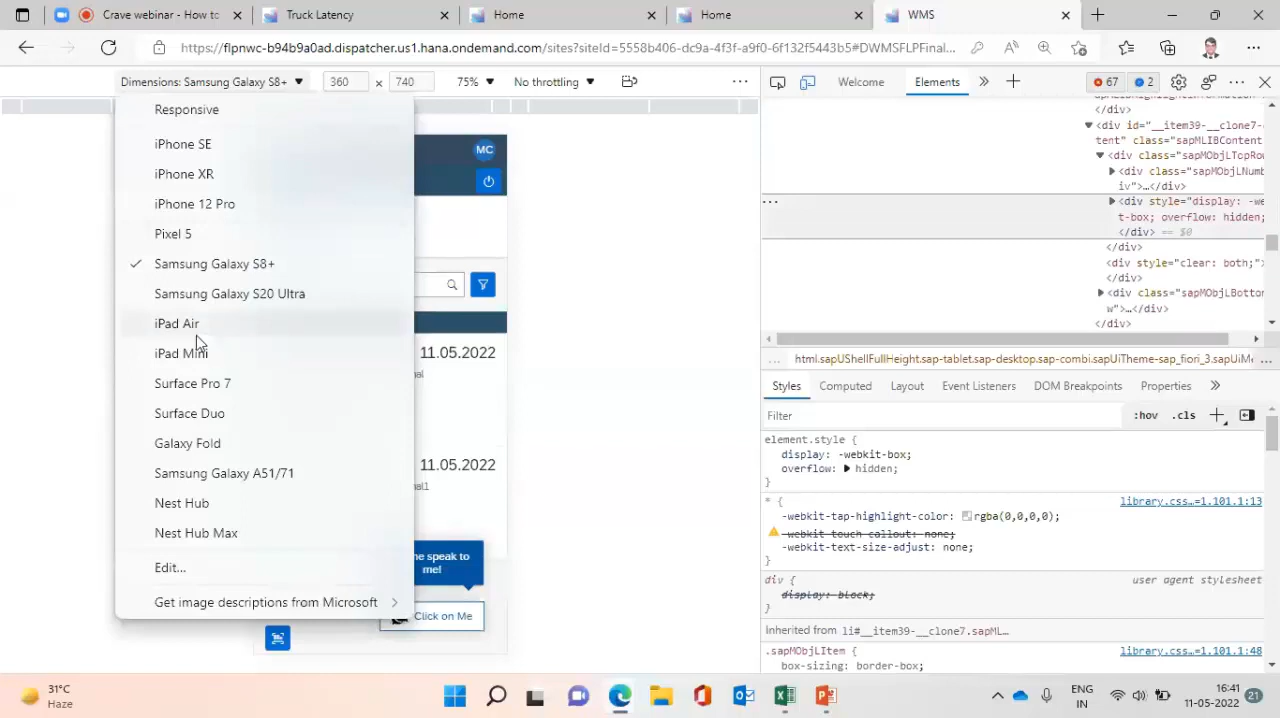 Crave webinar - How to
Truck Latency
Home
Home
WMS
https://flpnwc-b94b9a0ad.dispatcher.us1.hana.ondemand.com/sites?siteId=5558b406-dc9a-4f3f-a9f0-6f132f5443b5#DWMSFLPFinal...
Dimensions: Samsung Galaxy S8+ ▼
360 × 740
75% ▼
No throttling ▼
Welcome
Elements
67
2
Responsive
iPhone SE
iPhone XR
iPhone 12 Pro
Pixel 5
Samsung Galaxy S8+
Samsung Galaxy S20 Ultra
iPad Air
iPad Mini
Surface Pro 7
Surface Duo
Galaxy Fold
Samsung Galaxy A51/71
Nest Hub
Nest Hub Max
Edit...
Get image descriptions from Microsoft
MC
11.05.2022
11.05.2022
me speak to
me!
Click on Me
</div>
<div id="__item39-__clone7-
tent" class="sapMLIBContent
<div class="sapMObjLTopRo
<div class="sapMObjLNumb
iv">…</div>
<div style="display: -we
t-box; overflow: hidden;
</div> == $0
</div>
<div style="clear: both;">
</div>
<div class="sapMObjLBottom
w">…</div>
</div>
... html.sapUShellFullHeight.sap-tablet.sap-desktop.sap-combi.sapUiTheme-sap_fiori_3.sapUiMe ...
Styles
Computed
Layout
Event Listeners
DOM Breakpoints
Properties
Filter
:hov
.cls
element.style {
display: -webkit-box;
overflow: ▶ hidden;
}
* {
library.css…=1.101.1:13
-webkit-tap-highlight-color: rgba(0,0,0,0);
-webkit-touch-callout: none;
-webkit-text-size-adjust: none;
}
div {
user agent stylesheet
display: block;
}
Inherited from li#__item39-__clone7.sapML…
.sapMObjLItem {
library.css…=1.101.1:48
box-sizing: border-box;
31°C
Haze
ENG
IN
16:41
11-05-2022
21